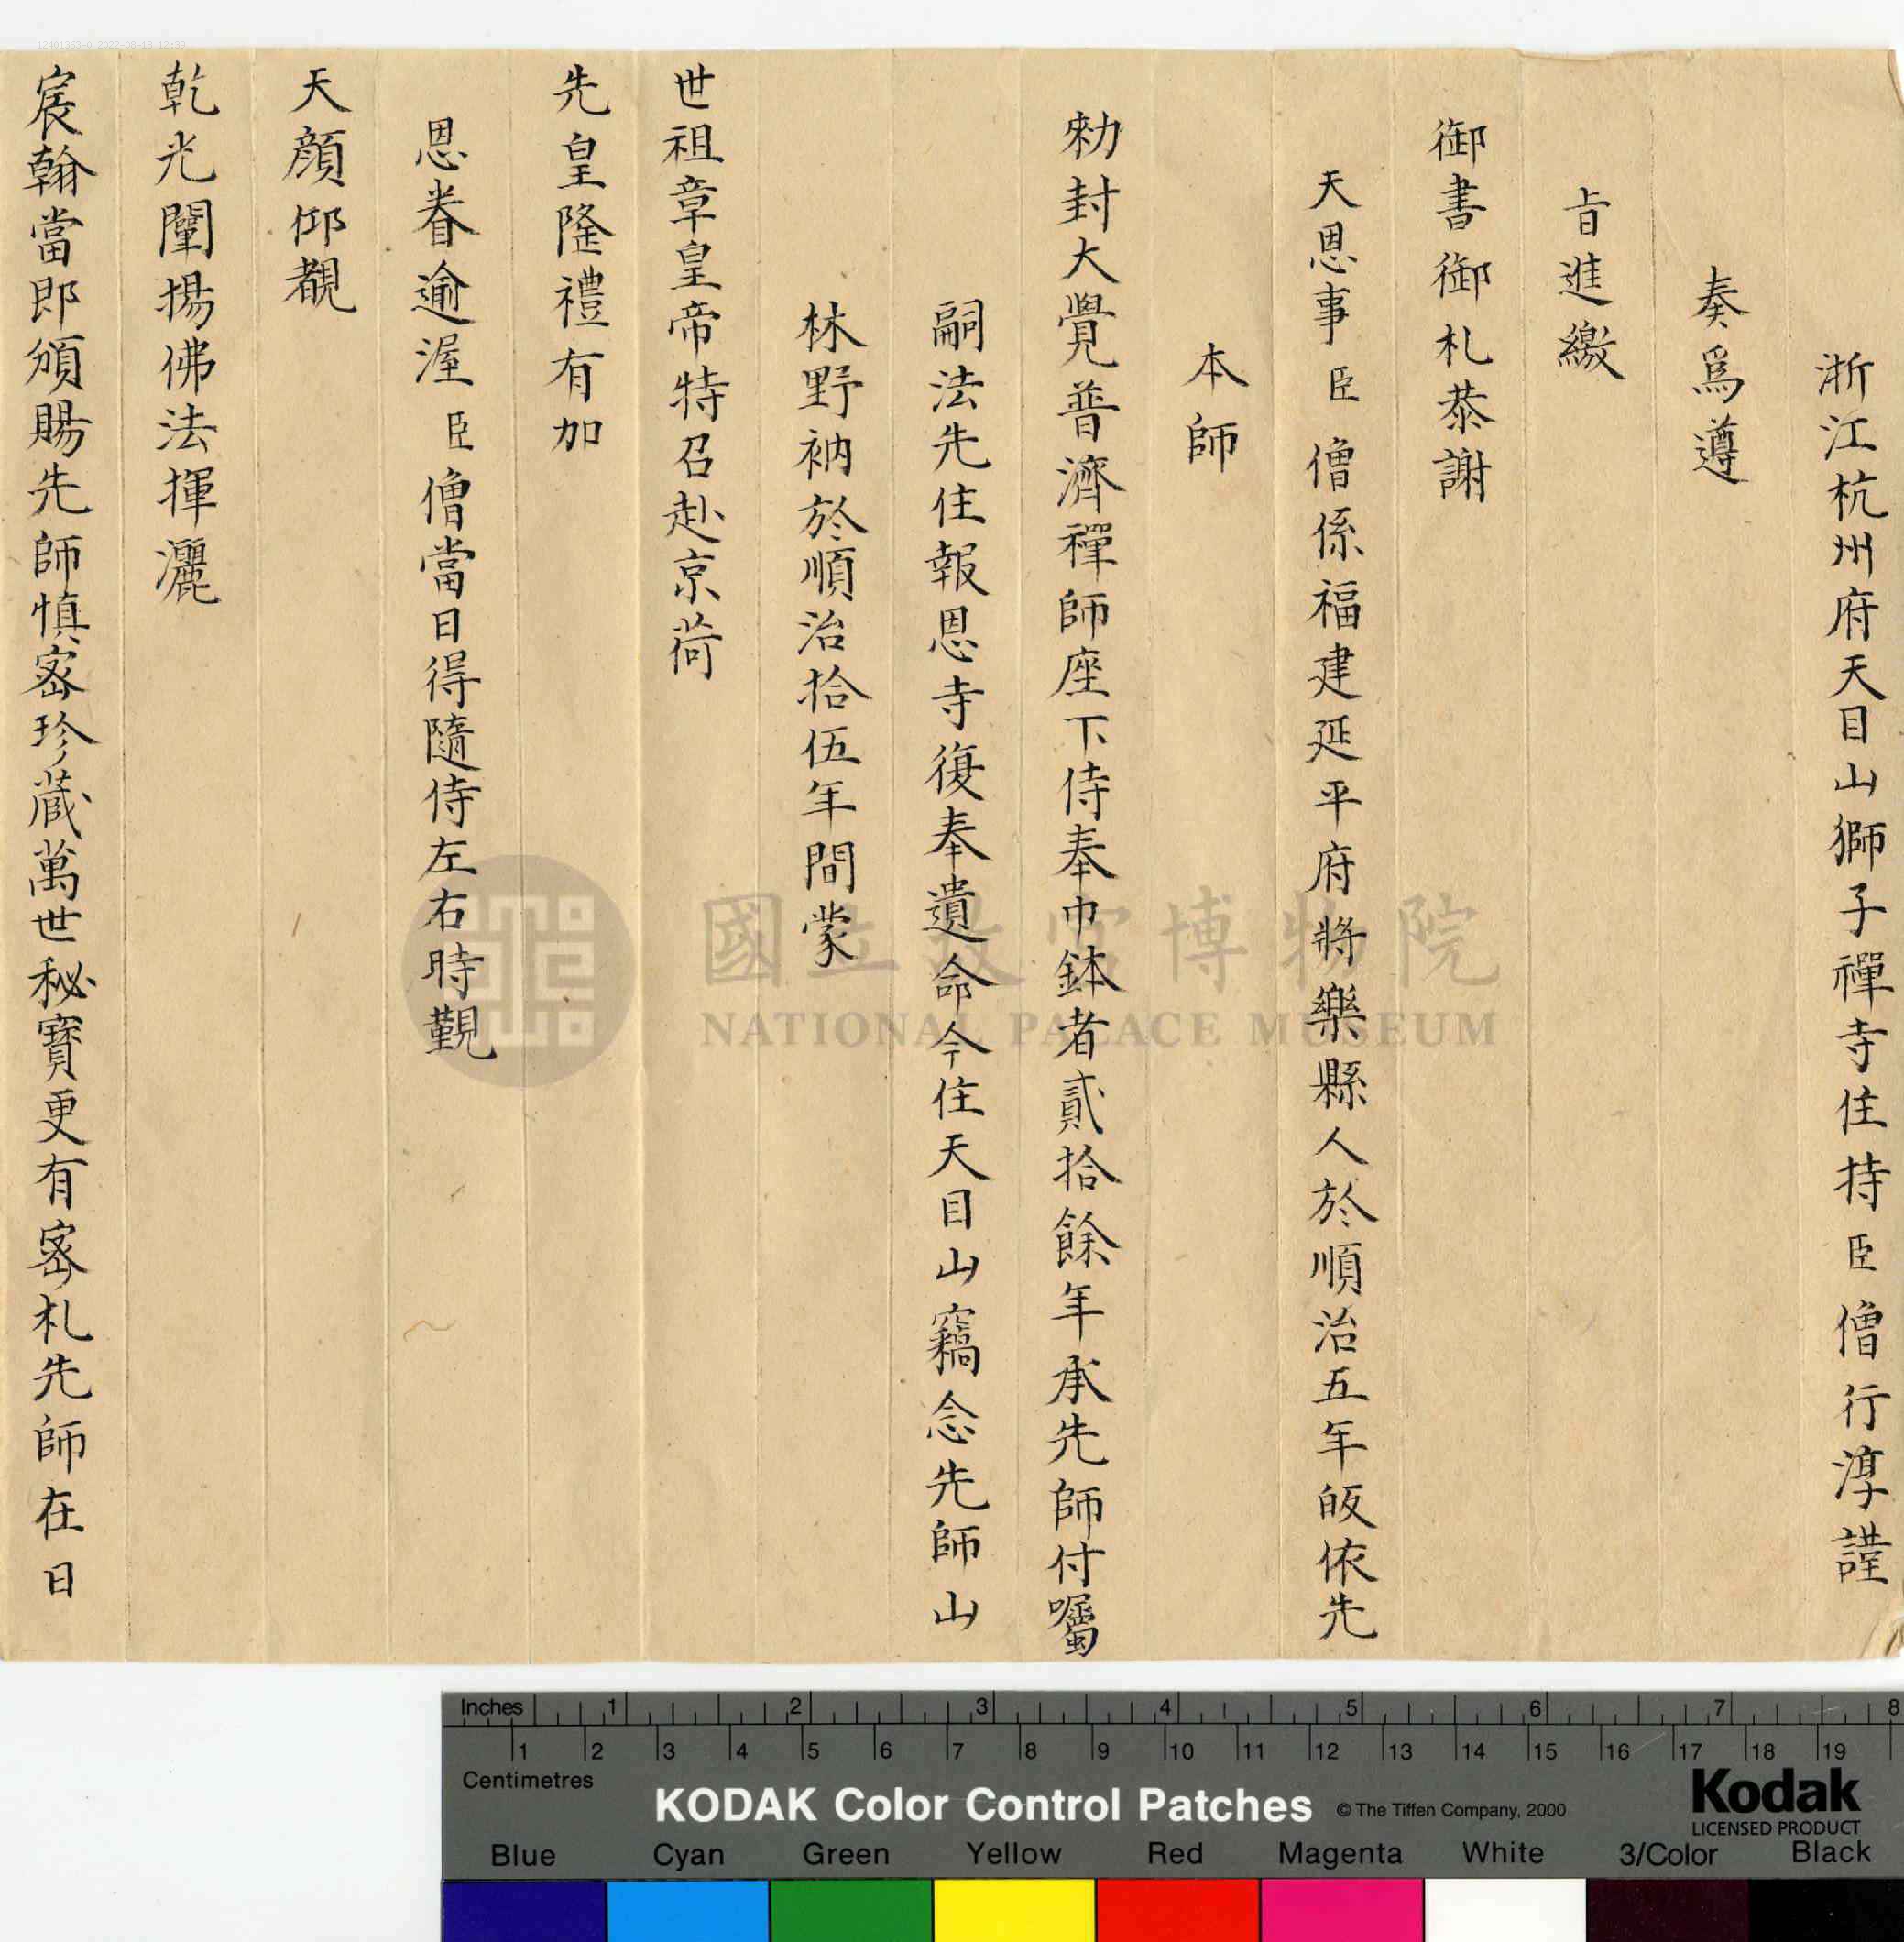 浙江杭州府天目山獅子禪寺住持臣僧行淳謹
奏爲遵
旨進繳
御書御札恭謝
天恩事臣僧係福建延平府將樂縣人於順治五年皈依先
本師
勑封大覺普濟禪師座下侍奉巾鉢者貳拾餘年承先師付囑
嗣法先住報恩寺復奉遺命今住天目山竊念先師山
林野衲於順治拾伍年間蒙
世祖章皇帝特召赴京荷
先皇隆禮有加
恩眷逾渥臣僧當日得隨侍左右時覲
天顏仰覩
乾光闡揚佛法揮灑
宸翰當即頒賜先師慎密珍藏萬世秘寳更有密札先師在日
國立故宮博物院
NATIONAL PALACE MUSEUM
12401363-0 2022-08-18 12:39
Inches 1 2 3 4 5 6 7 8
1 2 3 4 5 6 7 8 9 10 11 12 13 14 15 16 17 18 19
Centimetres
KODAK Color Control Patches © The Tiffen Company, 2000
Kodak
LICENSED PRODUCT
Blue Cyan Green Yellow Red Magenta White 3/Color Black